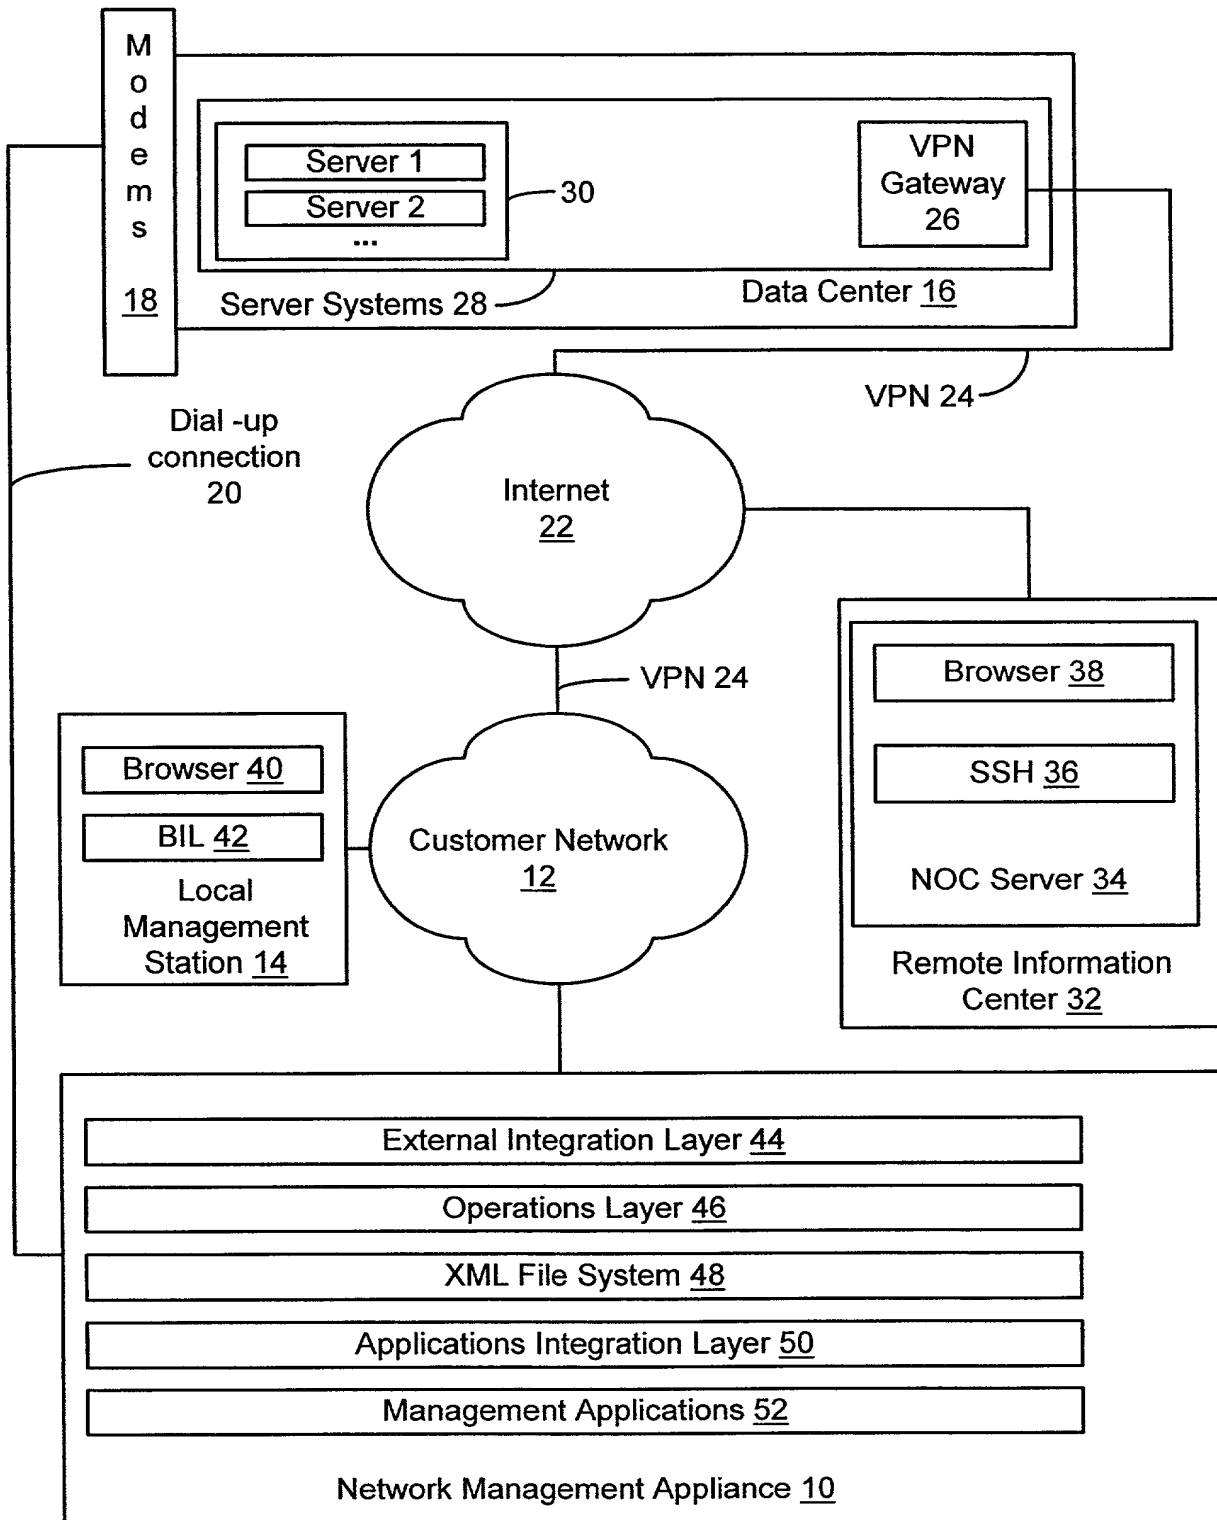 Modems
18
Server 1
Server 2
...
30
VPN
Gateway
26
Server Systems 28
Data Center 16
VPN 24
Dial -up
connection
20
Internet
22
VPN 24
Browser 38
SSH 36
NOC Server 34
Remote Information
Center 32
Browser 40
BIL 42
Local
Management
Station 14
Customer Network
12
External Integration Layer 44
Operations Layer 46
XML File System 48
Applications Integration Layer 50
Management Applications 52
Network Management Appliance 10